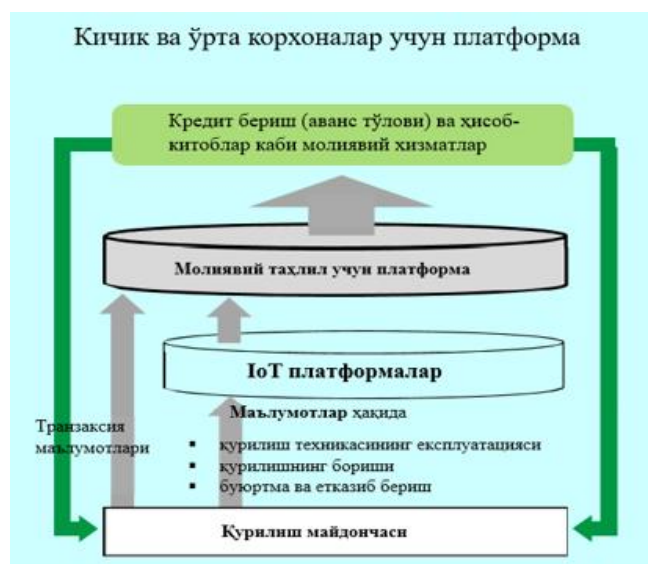 Кичик ва ўрта корхоналар учун платформа
Кредит бериш (аванс тўлови) ва ҳисоб-
китоблар каби молиявий хизматлар
Молиявий таҳлил учун платформа
IoT платформалар
Маълумотлар ҳақида
Транзаксия
маълумотлари
▪ қурилиш техникасининг експлуатацияси
▪ қурилишнинг бориши
▪ буюртма ва етказиб бериш
Қурилиш майдончаси